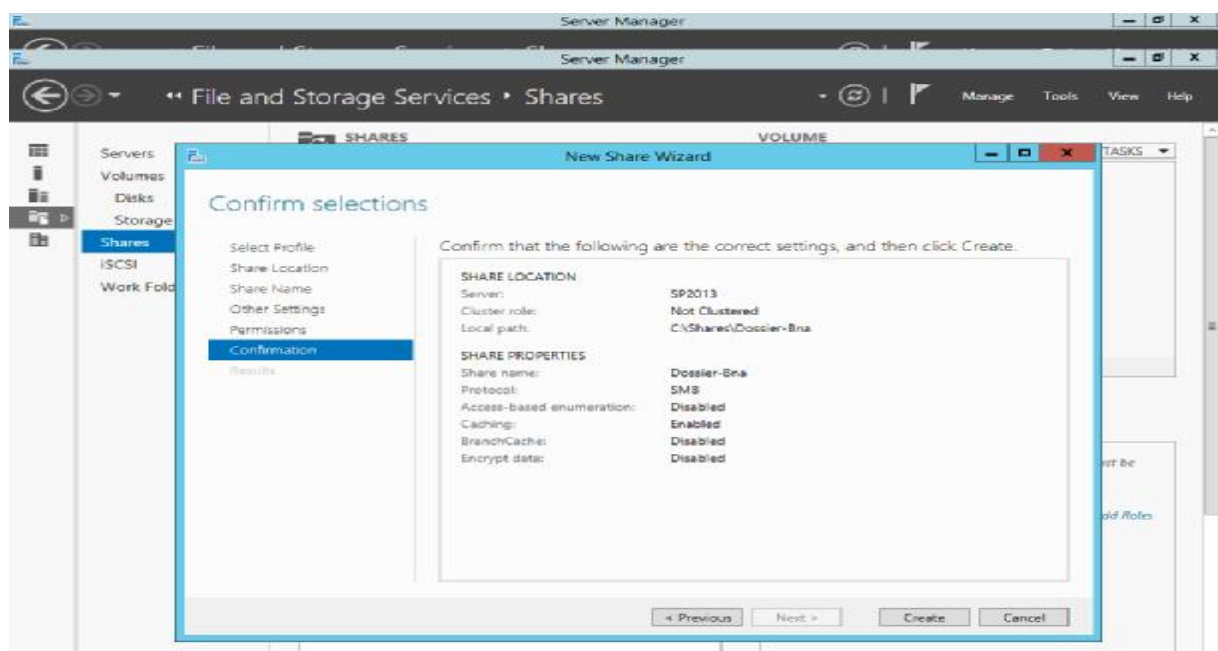 Server Manager
Server Manager
File and Storage Services • Shares
Manage Tools View Help
SHARES
VOLUME
TASKS
Servers
Volumes
Disks
Storage
Shares
iSCSI
Work Fold
New Share Wizard
Confirm selections
Select Profile
Share Location
Share Name
Other Settings
Permissions
Confirmation
Results
Confirm that the following are the correct settings, and then click Create.
SHARE LOCATION
Server: SP2013
Cluster role: Not Clustered
Local path: C:\Shares\Dossier-Bna
SHARE PROPERTIES
Share name: Dossier-Bna
Protocol: SMB
Access-based enumeration: Disabled
Caching: Enabled
BranchCache: Disabled
Encrypt data: Disabled
be
add Roles
< Previous Next > Create Cancel